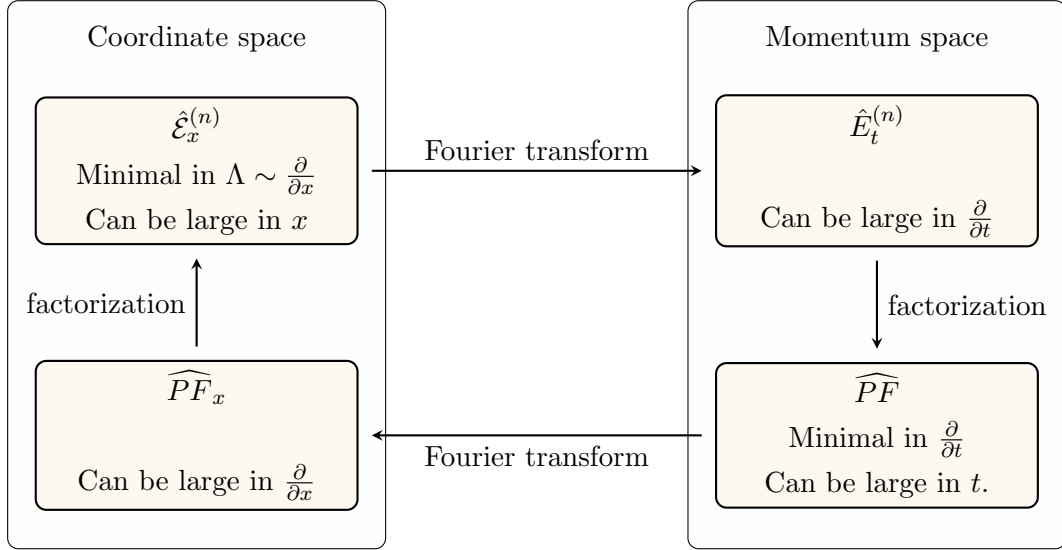 Coordinate space
$\hat{\mathcal{E}}_x^{(n)}$
Minimal in $\Lambda \sim \frac{\partial}{\partial x}$
Can be large in $x$
factorization
$\widehat{PF}_x$
Can be large in $\frac{\partial}{\partial x}$
Fourier transform
Fourier transform
Momentum space
$\hat{E}_t^{(n)}$
Can be large in $\frac{\partial}{\partial t}$
factorization
$\widehat{PF}$
Minimal in $\frac{\partial}{\partial t}$
Can be large in $t$.